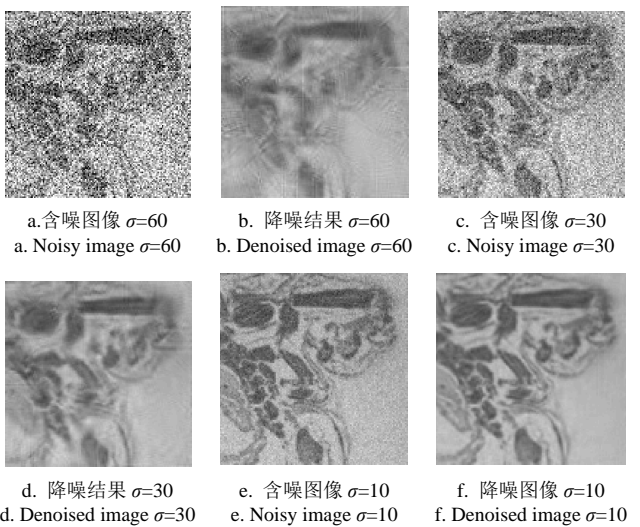 a.含噪图像 σ=60
a. Noisy image σ=60
b. 降噪结果 σ=60
b. Denoised image σ=60
c. 含噪图像 σ=30
c. Noisy image σ=30
d. 降噪结果 σ=30
d. Denoised image σ=30
e. 含噪图像 σ=10
e. Noisy image σ=10
f. 降噪图像 σ=10
f. Denoised image σ=10